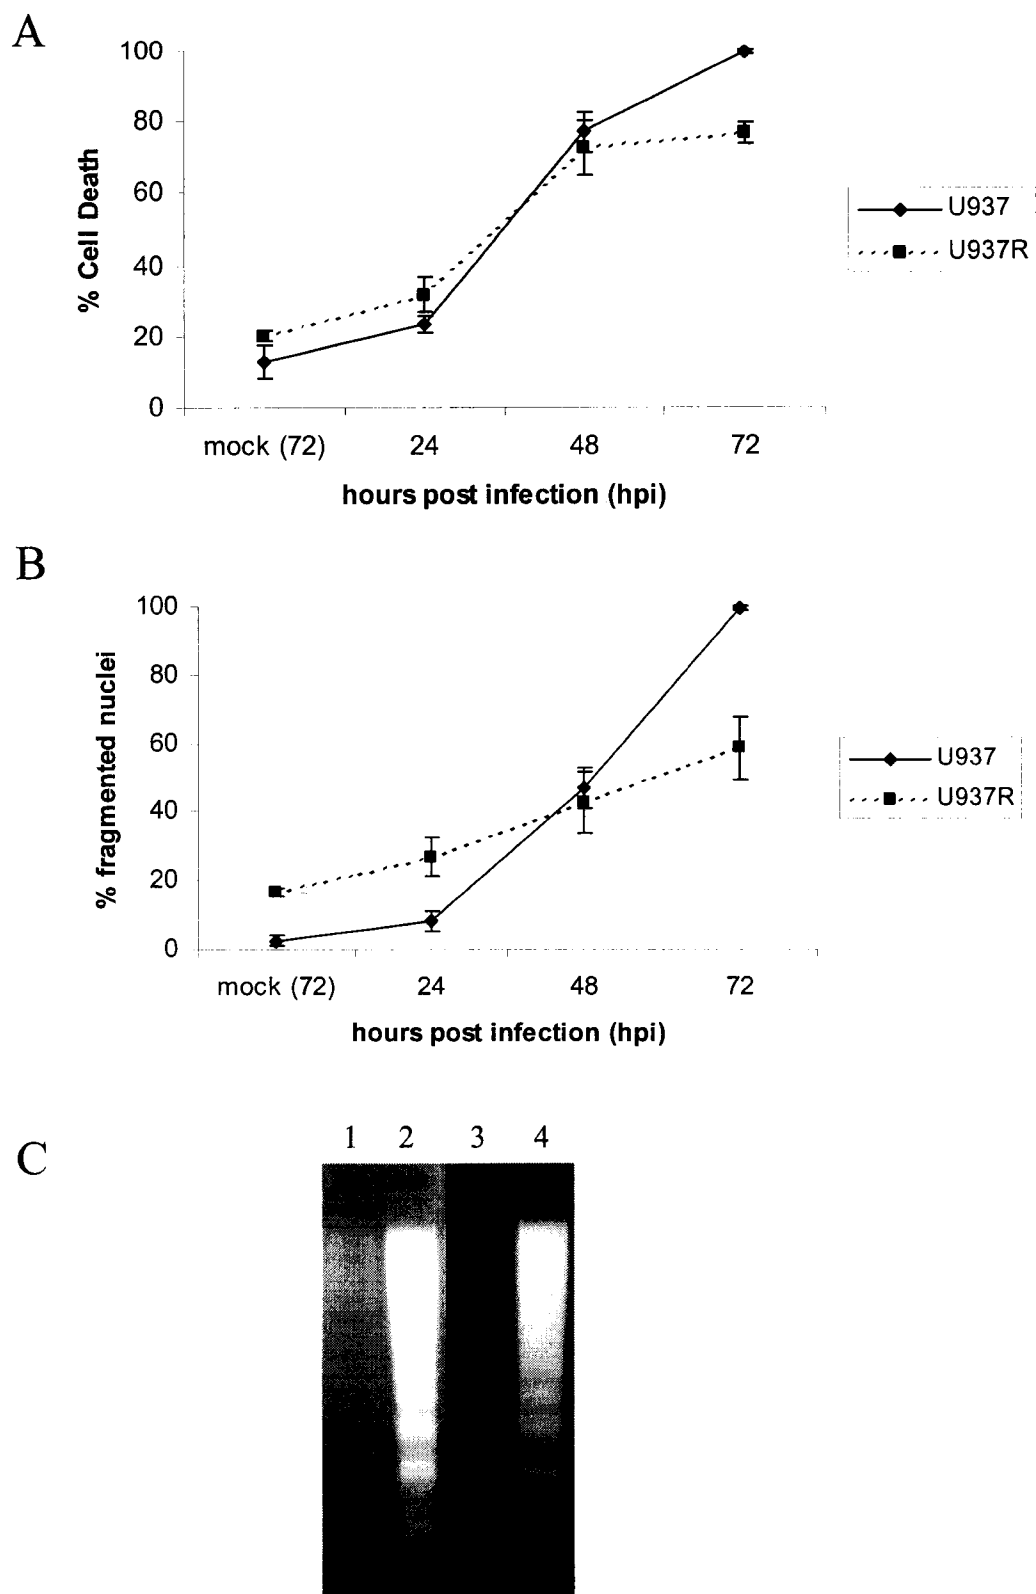 A
100
80
60
40
20
0
% Cell Death
mock (72) 24 48 72
hours post infection (hpi)
U937
U937R
B
100
80
60
40
20
0
% fragmented nuclei
mock (72) 24 48 72
hours post infection (hpi)
U937
U937R
C
1 2 3 4